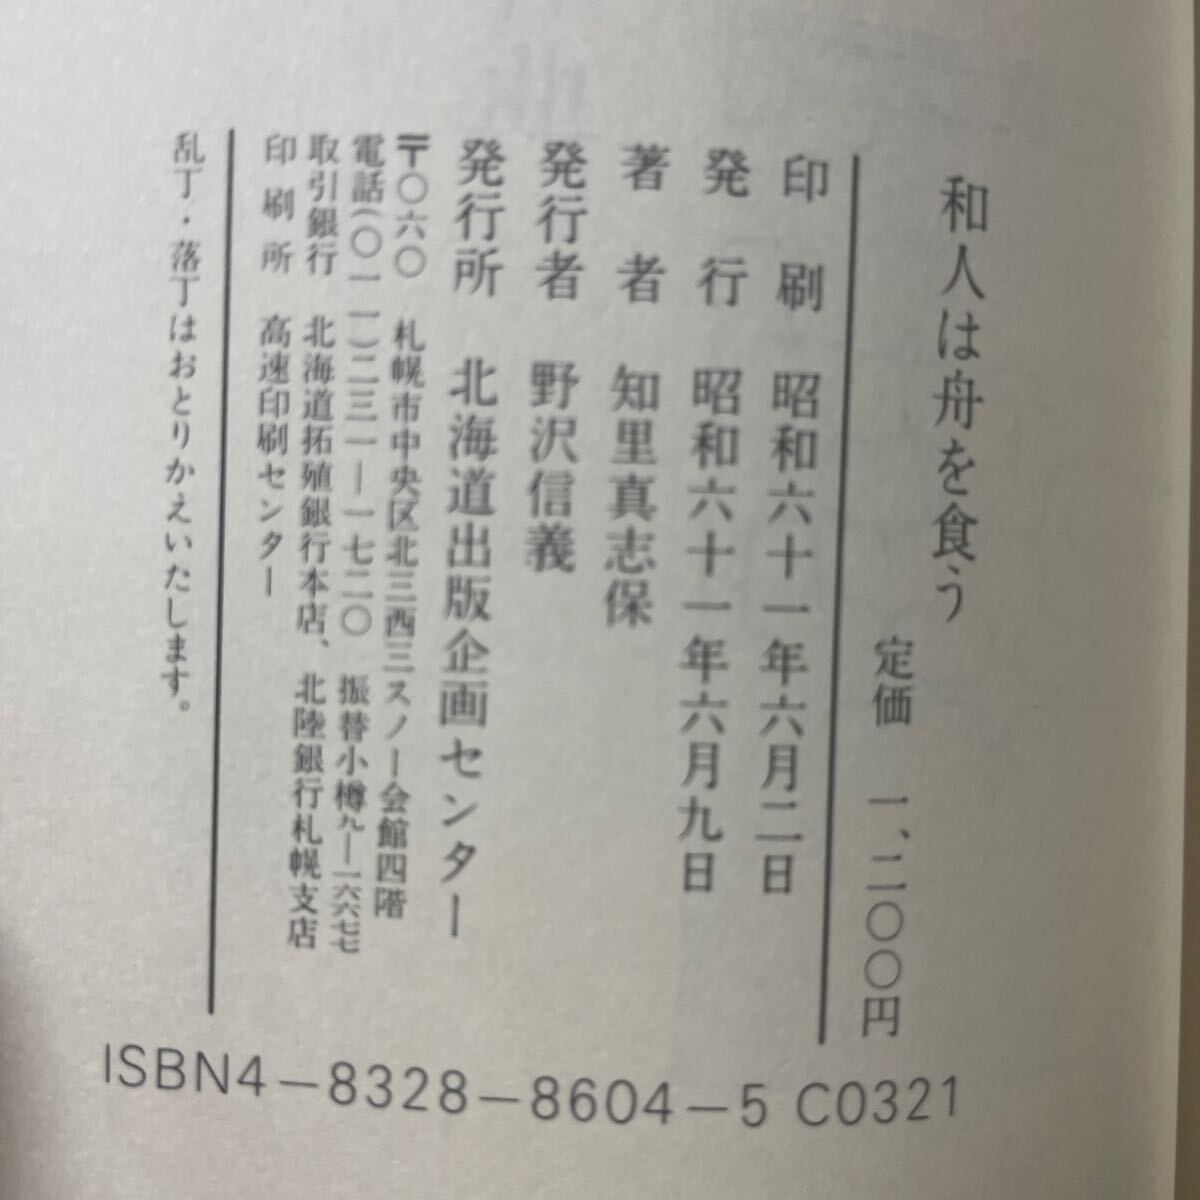 和人は舟を食う
定価 一、二〇〇円
印刷 昭和六十一年六月二日
発行 昭和六十一年六月九日
著者 知里真志保
発行者 野沢信義
発行所 北海道出版企画センター
〒〇六〇 札幌市中央区北三西三スノー会館四階
電話(〇一一)二三一―一七二〇 振替小樽九―一六六七七
取引銀行 北海道拓殖銀行本店、北陸銀行札幌支店
印刷所 高速印刷センター
乱丁・落丁はおとりかえいたします。
ISBN4-8328-8604-5 C0321